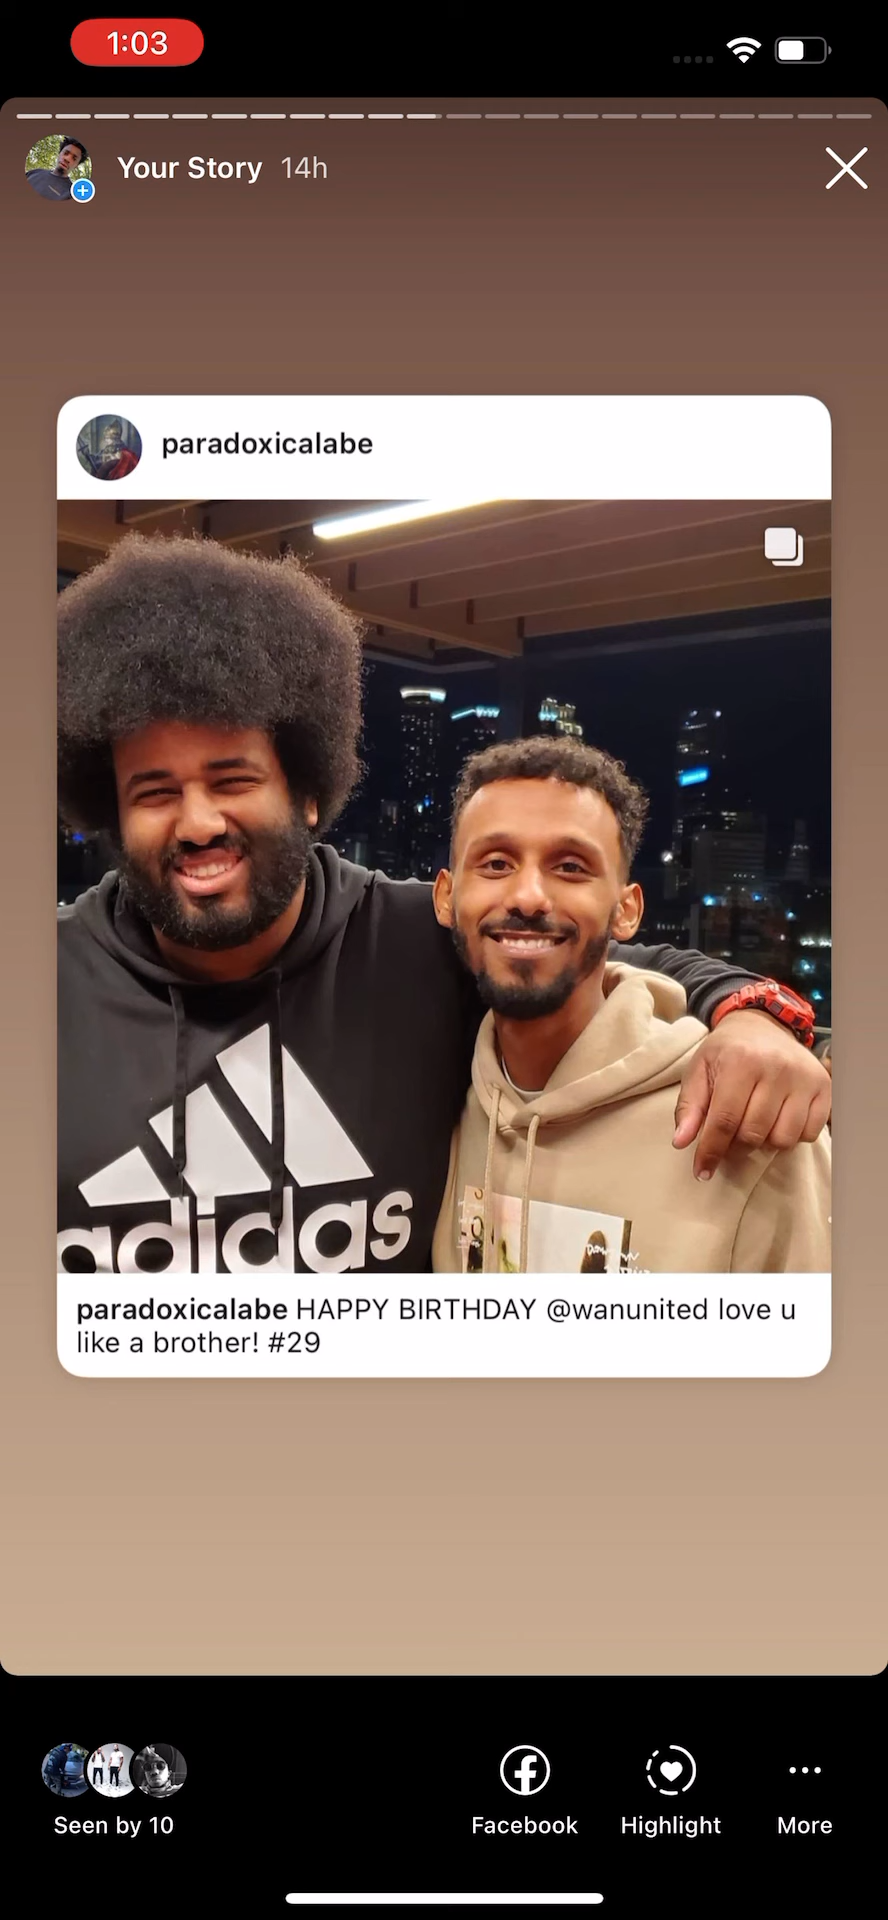 1:03
Your Story 14h
paradoxicalabe
adidas
paradoxicalabe HAPPY BIRTHDAY @wanunited love u
like a brother! #29
Seen by 10
Facebook
Highlight
More